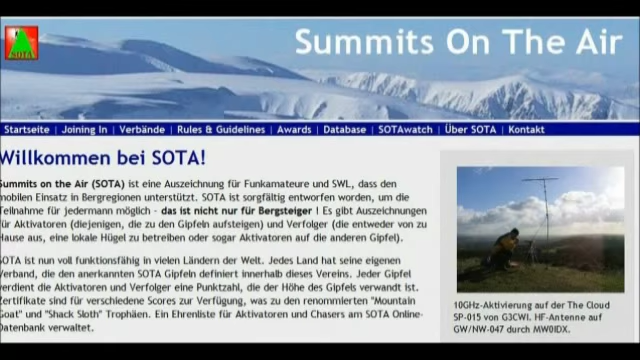 SOTA
Summits On The Air
Startseite | Joining In | Verbände | Rules & Guidelines | Awards | Database | SOTAwatch | Über SOTA | Kontakt
Willkommen bei SOTA!
Summits on the Air (SOTA) ist eine Auszeichnung für Funkamateure und SWL, dass den
mobilen Einsatz in Bergregionen unterstützt. SOTA ist sorgfältig entworfen worden, um die
Teilnahme für jedermann möglich - das ist nicht nur für Bergsteiger ! Es gibt Auszeichnungen
für Aktivatoren (diejenigen, die zu den Gipfeln aufsteigen) und Verfolger (die entweder von zu
Hause aus, eine lokale Hügel zu betreiben oder sogar Aktivatoren auf die anderen Gipfel).
SOTA ist nun voll funktionsfähig in vielen Ländern der Welt. Jedes Land hat seine eigenen
Verband, die den anerkannten SOTA Gipfeln definiert innerhalb dieses Vereins. Jeder Gipfel
verdient die Aktivatoren und Verfolger eine Punktzahl, die der Höhe des Gipfels verwandt ist.
Zertifikate sind für verschiedene Scores zur Verfügung, was zu den renommierten "Mountain
Goat" und "Shack Sloth" Trophäen. Ein Ehrenliste für Aktivatoren und Chasers am SOTA Online-
Datenbank verwaltet.
10GHz-Aktivierung auf der The Cloud
SP-015 von G3CWI. HF-Antenne auf
GW/NW-047 durch MW0IDX.